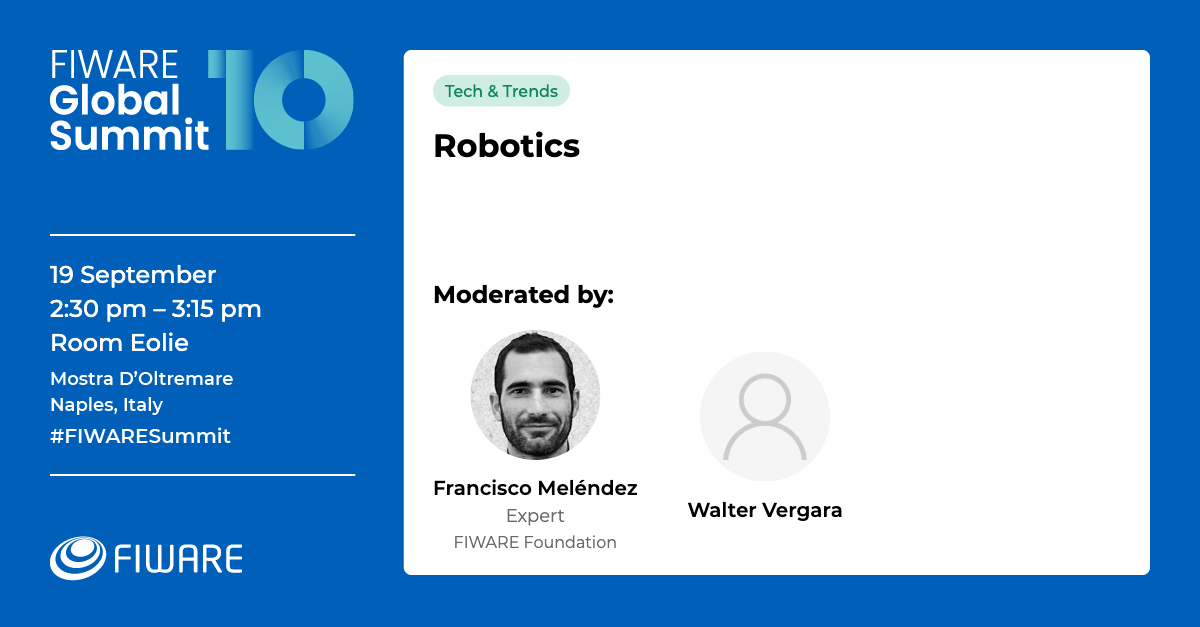 FIWARE
Global
Summit 10
19 September
2:30 pm – 3:15 pm
Room Eolie
Mostra D’Oltremare
Naples, Italy
#FIWARESummit
FIWARE
Tech & Trends
Robotics
Moderated by:
Francisco Meléndez
Expert
FIWARE Foundation
Walter Vergara